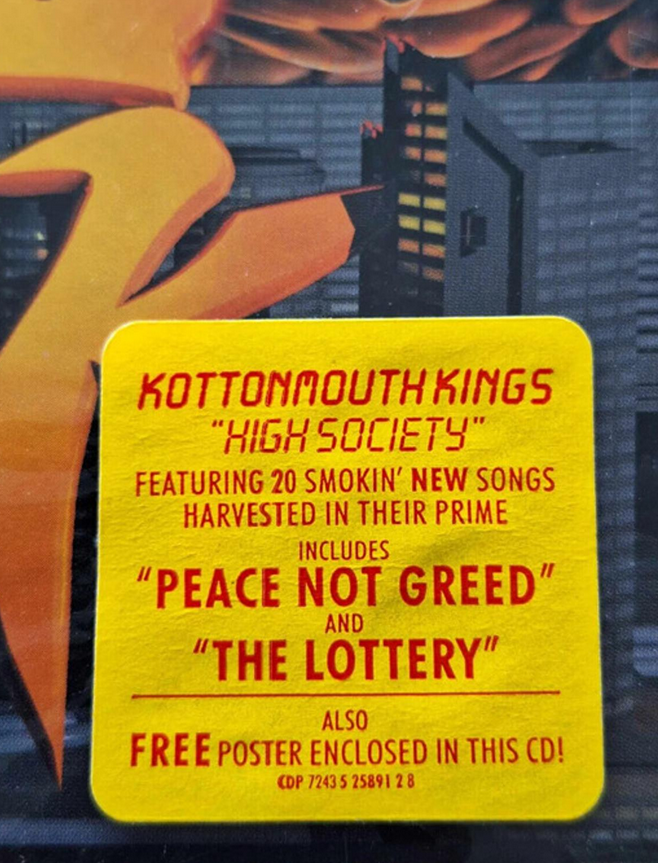 KOTTONMOUTH KINGS
"HIGH SOCIETY"
FEATURING 20 SMOKIN' NEW SONGS
HARVESTED IN THEIR PRIME
INCLUDES
"PEACE NOT GREED"
AND
"THE LOTTERY"
ALSO
FREE POSTER ENCLOSED IN THIS CD!
CDP 7243 5 25891 2 8